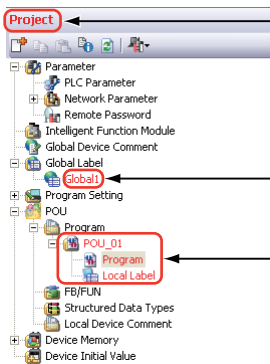 Project
Parameter
PLC Parameter
Network Parameter
Remote Password
Intelligent Function Module
Global Device Comment
Global Label
Global1
Program Setting
POU
Program
POU_01
Program
Local Label
FB/FUN
Structured Data Types
Local Device Comment
Device Memory
Device Initial Value